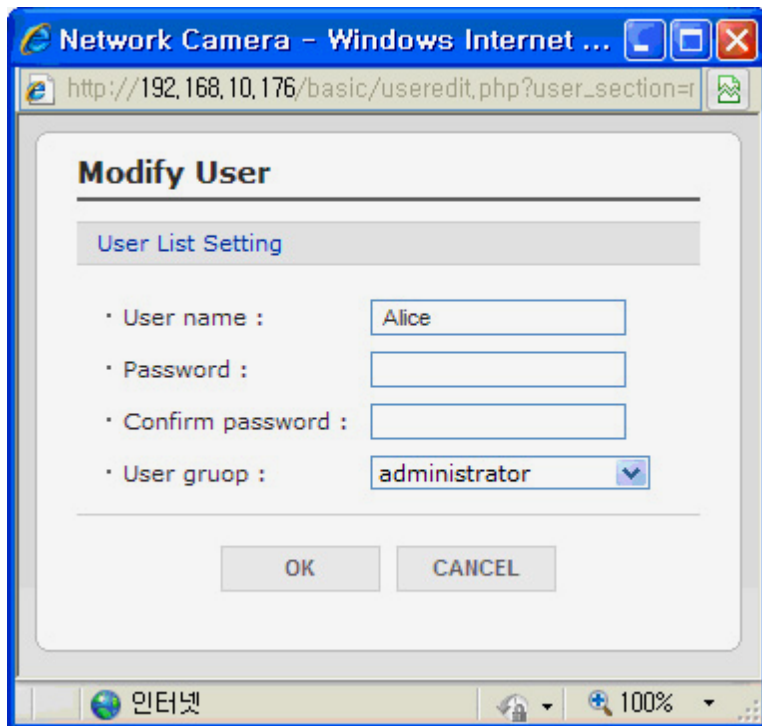 Network Camera - Windows Internet ...
http://192,168,10,176/basic/useredit,php?user_section=r
Modify User
User List Setting
· User name : Alice
· Password :
· Confirm password :
· User gruop : administrator
OK CANCEL
인터넷 100%